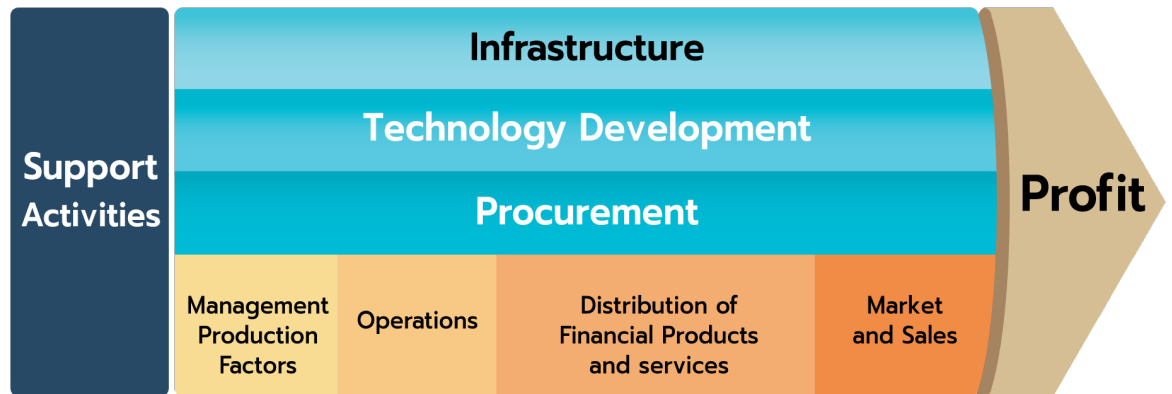 Support
Activities
Infrastructure
Technology Development
Procurement
Management
Production
Factors
Operations
Distribution of
Financial Products
and services
Market
and Sales
Profit